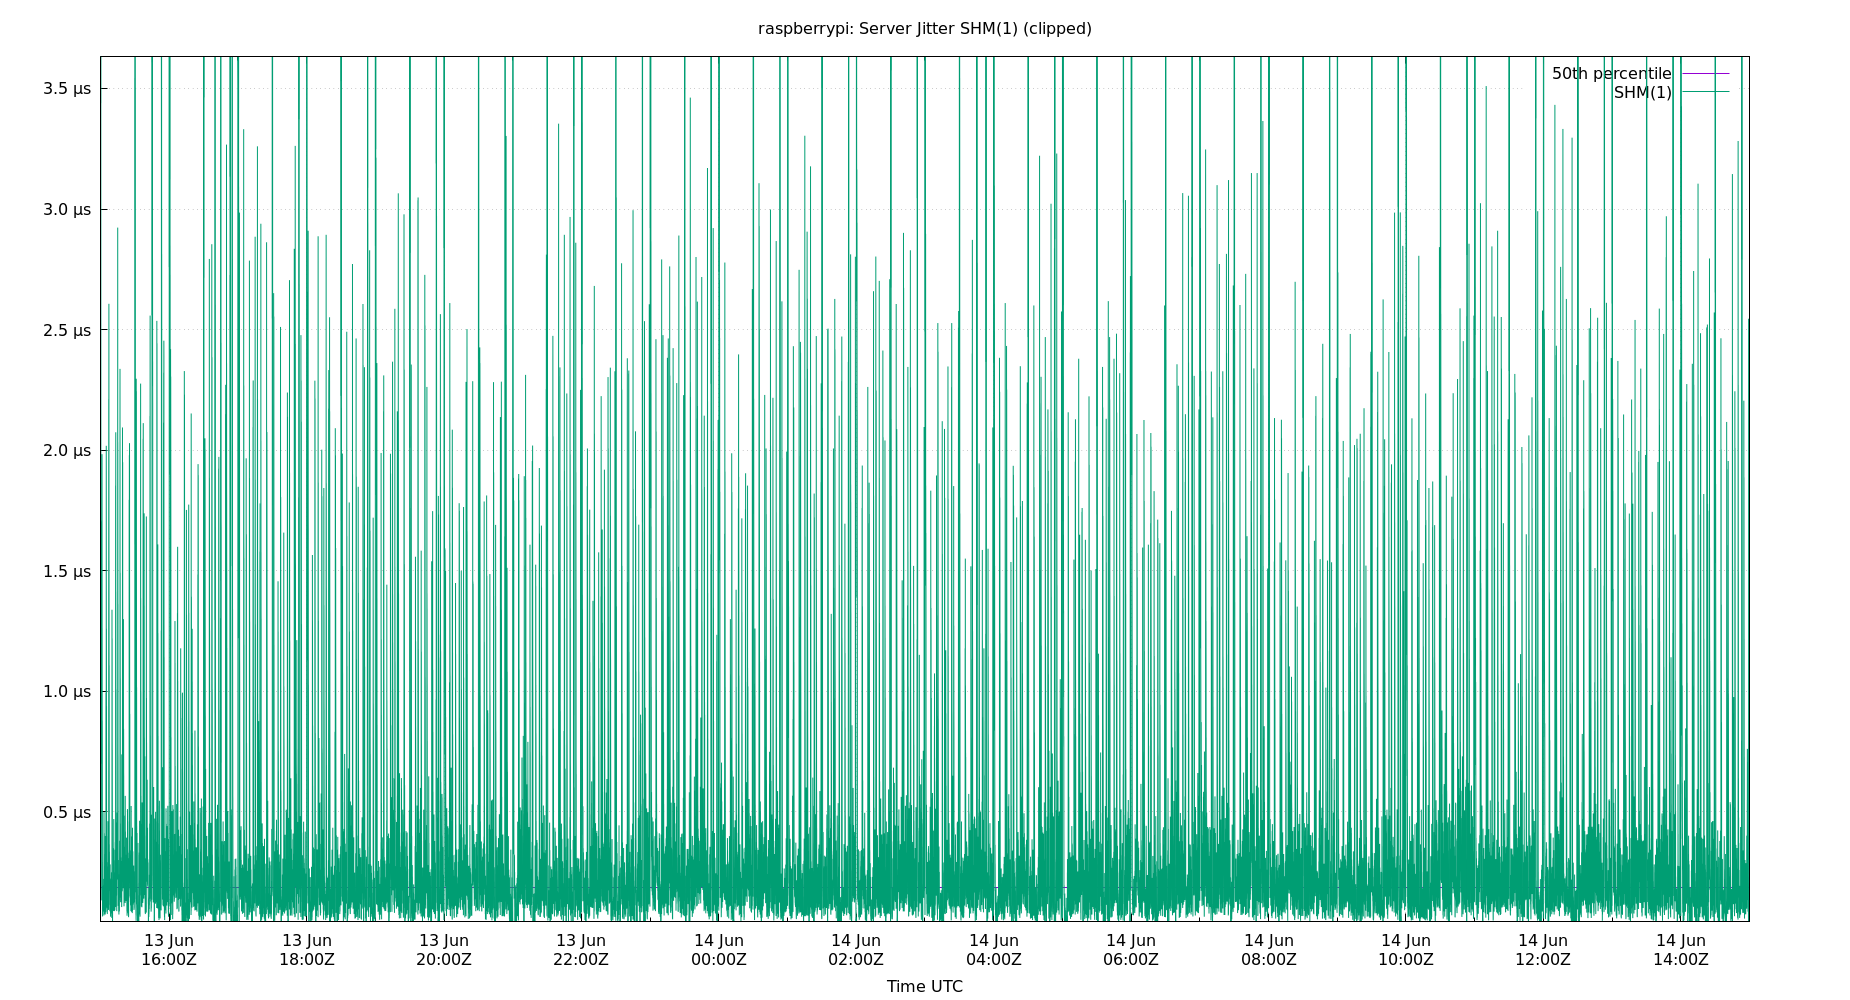 raspberrypi: Server Jitter SHM(1) (clipped)
50th percentile
SHM(1)
3.5 µs
3.0 µs
2.5 µs
2.0 µs
1.5 µs
1.0 µs
0.5 µs
13 Jun 13 Jun 13 Jun 13 Jun 14 Jun 14 Jun 14 Jun 14 Jun 14 Jun 14 Jun 14 Jun 14 Jun
16:00Z 18:00Z 20:00Z 22:00Z 00:00Z 02:00Z 04:00Z 06:00Z 08:00Z 10:00Z 12:00Z 14:00Z
Time UTC